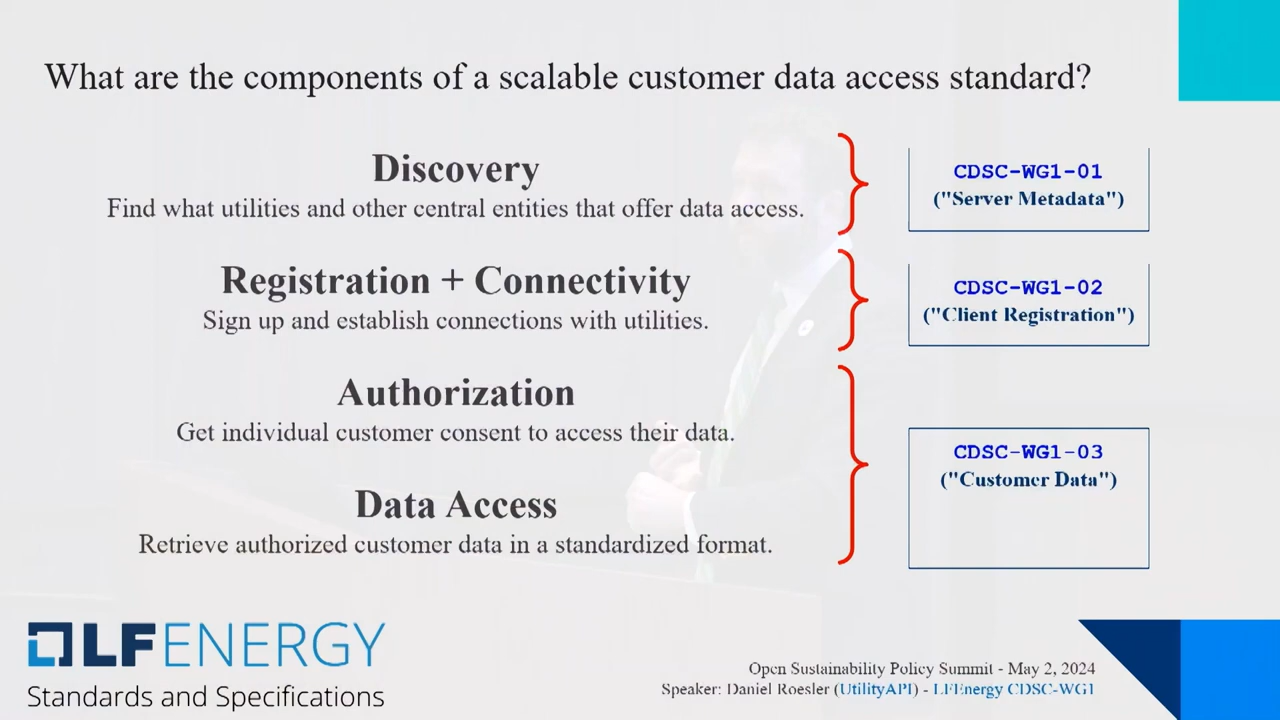 What are the components of a scalable customer data access standard?
Discovery
Find what utilities and other central entities that offer data access.
CDSC-WG1-01
("Server Metadata")
Registration + Connectivity
Sign up and establish connections with utilities.
CDSC-WG1-02
("Client Registration")
Authorization
Get individual customer consent to access their data.
Data Access
Retrieve authorized customer data in a standardized format.
CDSC-WG1-03
("Customer Data")
LFENERGY
Standards and Specifications
Open Sustainability Policy Summit - May 2, 2024
Speaker: Daniel Roesler (UtilityAPI) - LFEnergy CDSC-WG1